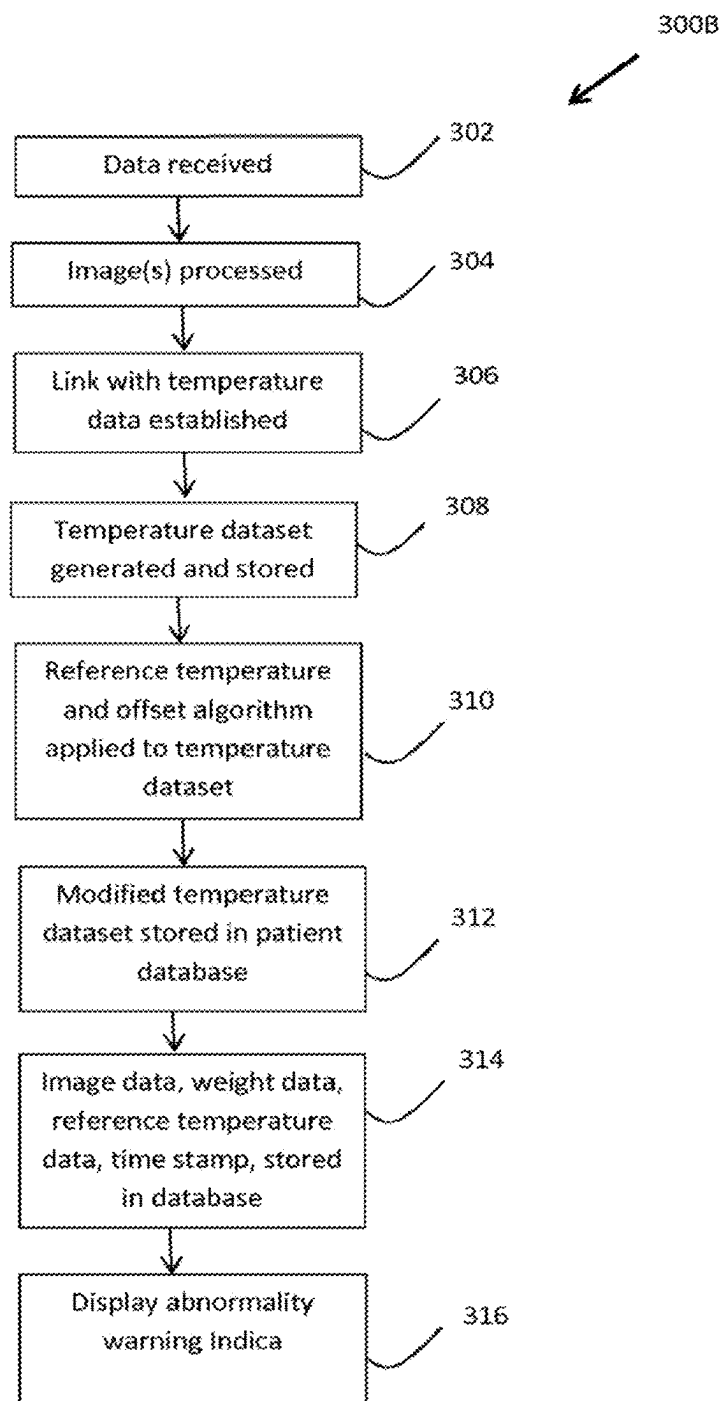 300B
302
Data received
304
Image(s) processed
306
Link with temperature
data established
308
Temperature dataset
generated and stored
310
Reference temperature
and offset algorithm
applied to temperature
dataset
312
Modified temperature
dataset stored in patient
database
314
Image data, weight data,
reference temperature
data, time stamp, stored
in database
316
Display abnormality
warning Indica